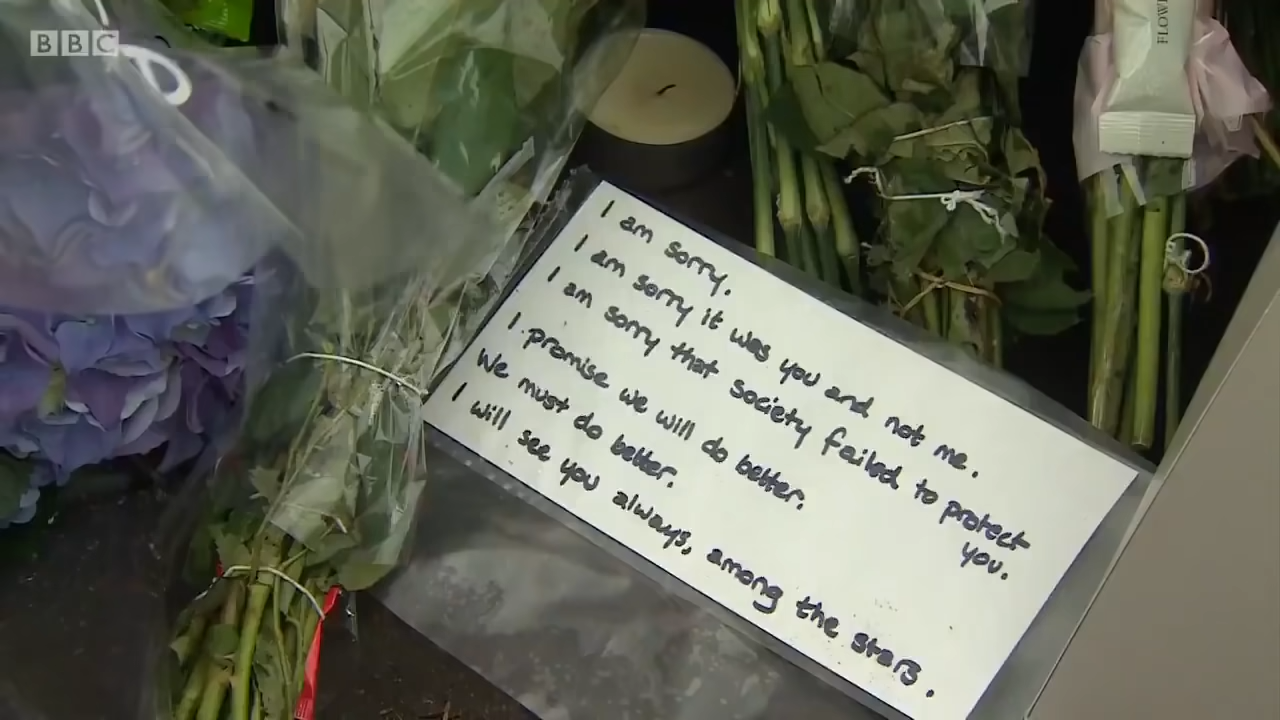 BBC
FLOW
I am sorry.
I am sorry it was you and not me.
I am sorry that society failed to protect
you.
I promise we will do better.
We must do better.
I will see you always, among the stars.